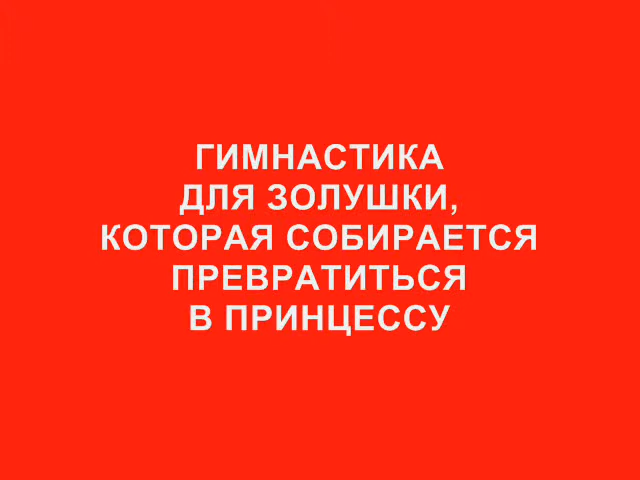 ГИМНАСТИКА
ДЛЯ ЗОЛУШКИ,
КОТОРАЯ СОБИРАЕТСЯ
ПРЕВРАТИТЬСЯ
В ПРИНЦЕССУ